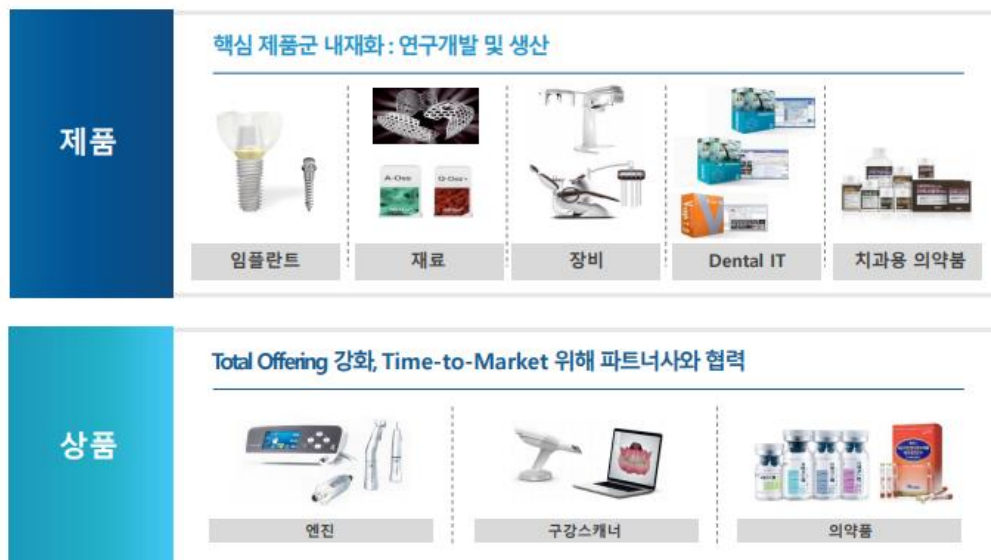 제품
핵심 제품군 내재화 : 연구개발 및 생산
A-Oss
Q-Oss+
임플란트
재료
장비
Dental IT
치과용 의약붐
상품
Total Offering 강화, Time-to-Market 위해 파트너사와 협력
엔진
구강스캐너
의약품